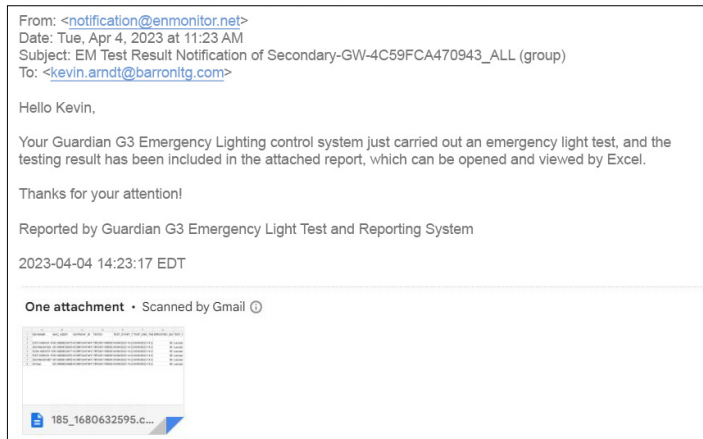 From: <notification@enmonitor.net>
Date: Tue, Apr 4, 2023 at 11:23 AM
Subject: EM Test Result Notification of Secondary-GW-4C59FCA470943_ALL (group)
To: <kevin.arndt@barronltg.com>
Hello Kevin,
Your Guardian G3 Emergency Lighting control system just carried out an emergency light test, and the
testing result has been included in the attached report, which can be opened and viewed by Excel.
Thanks for your attention!
Reported by Guardian G3 Emergency Light Test and Reporting System
2023-04-04 14:23:17 EDT
One attachment • Scanned by Gmail
185_1680632595.c...